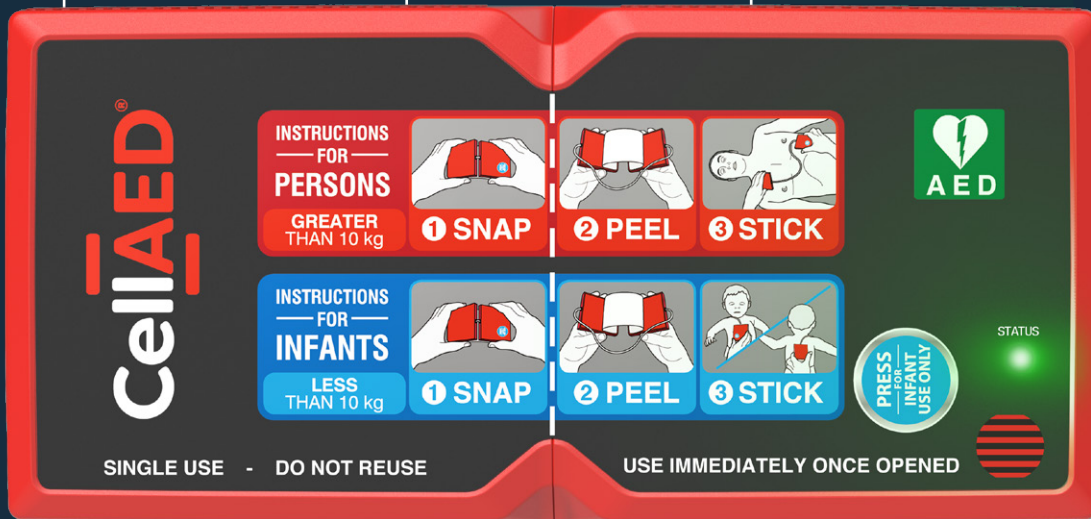 CellAED®
INSTRUCTIONS
FOR
PERSONS
GREATER
THAN 10 kg
1 SNAP
2 PEEL
3 STICK
AED
INSTRUCTIONS
FOR
INFANTS
LESS
THAN 10 kg
1 SNAP
2 PEEL
3 STICK
PRESS
FOR
INFANT
USE ONLY
STATUS
SINGLE USE - DO NOT REUSE
USE IMMEDIATELY ONCE OPENED